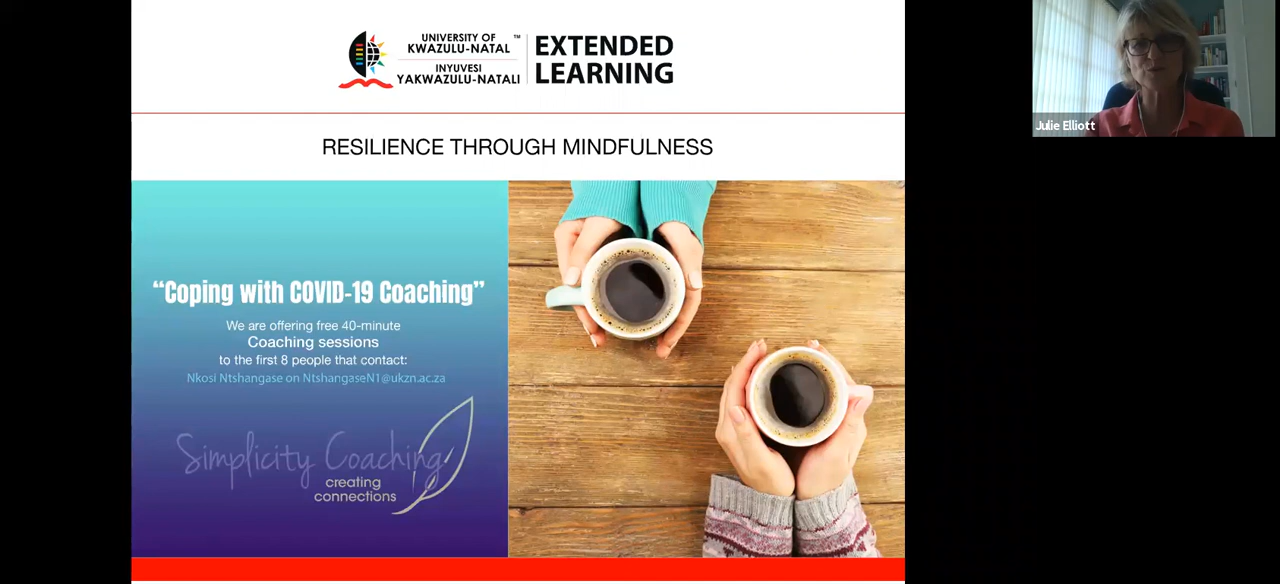 UNIVERSITY OF
KWAZULU-NATAL ™
INYUVESI
YAKWAZULU-NATALI
EXTENDED
LEARNING
Julie Elliott
RESILIENCE THROUGH MINDFULNESS
“Coping with COVID-19 Coaching”
We are offering free 40-minute
Coaching sessions
to the first 8 people that contact:
Nkosi Ntshangase on NtshangaseN1@ukzn.ac.za
Simplicity Coaching
creating
connections